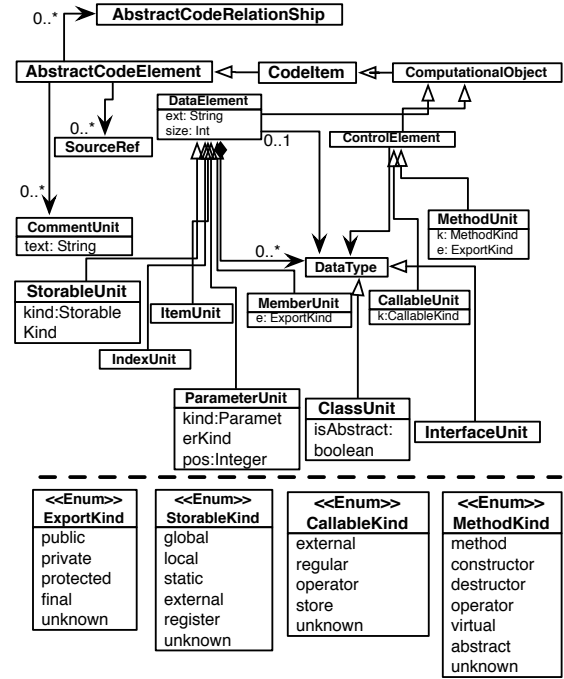 AbstractCodeRelationShip
0..*
AbstractCodeElement
CodeItem
ComputationalObject
DataElement
ext: String
size: Int
0..1
ControlElement
0..*
SourceRef
0..*
CommentUnit
text: String
MethodUnit
k: MethodKind
e: ExportKind
0..*
DataType
StorableUnit
kind:Storable
Kind
ItemUnit
MemberUnit
e: ExportKind
CallableUnit
k:CallableKind
IndexUnit
ParameterUnit
kind:Paramet
erKind
pos:Integer
ClassUnit
isAbstract:
boolean
InterfaceUnit
<<Enum>>
ExportKind
public
private
protected
final
unknown
<<Enum>>
StorableKind
global
local
static
external
register
unknown
<<Enum>>
CallableKind
external
regular
operator
store
unknown
<<Enum>>
MethodKind
method
constructor
destructor
operator
virtual
abstract
unknown